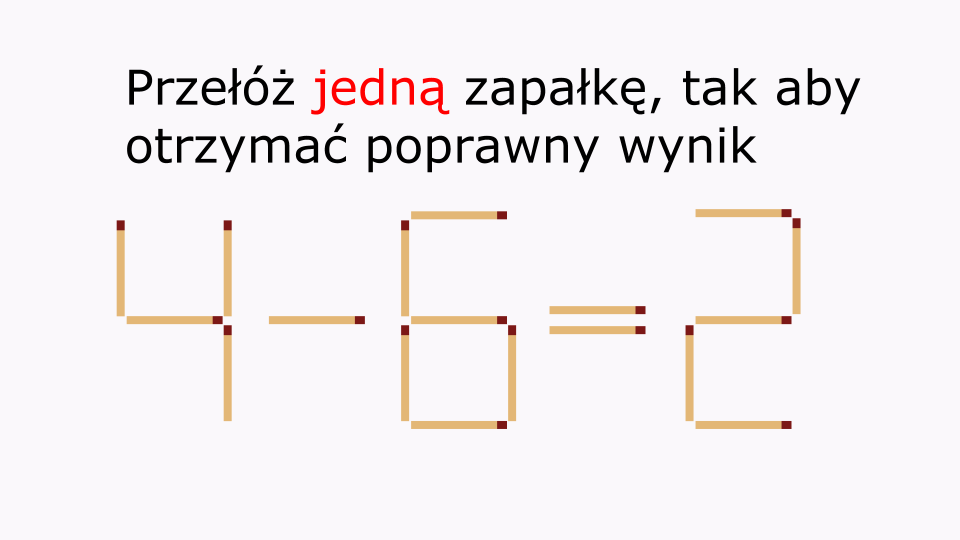 Przełóż jedną zapałkę, tak aby
otrzymać poprawny wynik
4-6=2